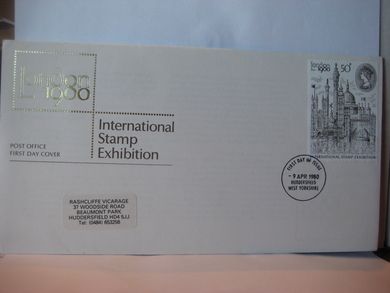 London
1980
International
Stamp
Exhibition
POST OFFICE
FIRST DAY COVER
London
1980
50P
INTERNATIONAL STAMP EXHIBITION
FIRST DAY OF ISSUE
9 APR 1980
HUDDERSFIELD
WEST YORKSHIRE
RASHCLIFFE VICARAGE
37 WOODSIDE ROAD
BEAUMONT PARK
HUDDERSFIELD HD4 5JJ
Tel: (0484) 653258